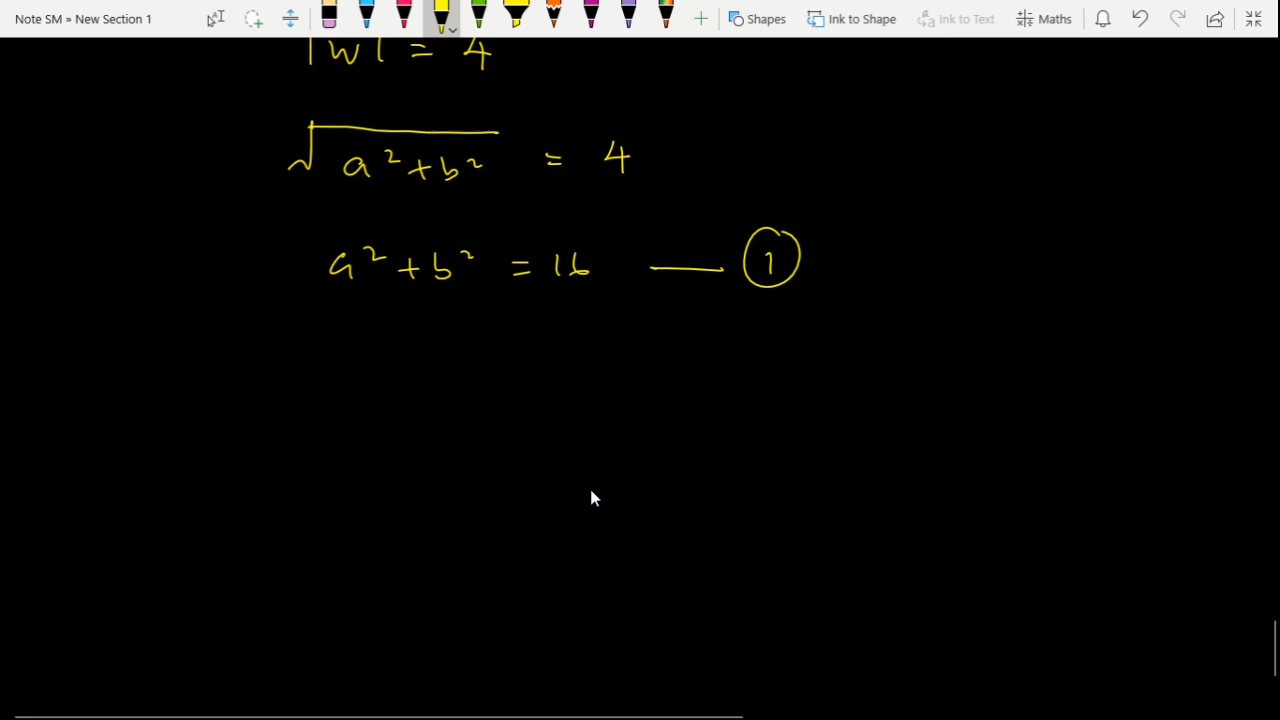 Note SM » New Section 1 Shapes Ink to Shape Ink to Text Maths
|w| = 4
√(a²+b²) = 4
a² + b² = 16 —— ①